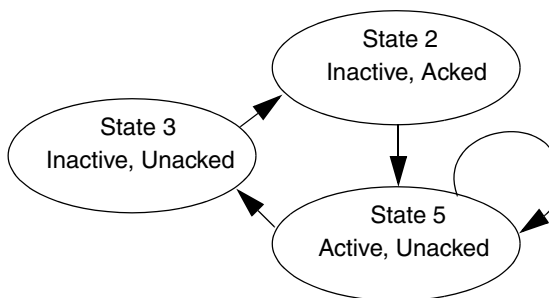 State 2
Inactive, Acked
State 3
Inactive, Unacked
State 5
Active, Unacked